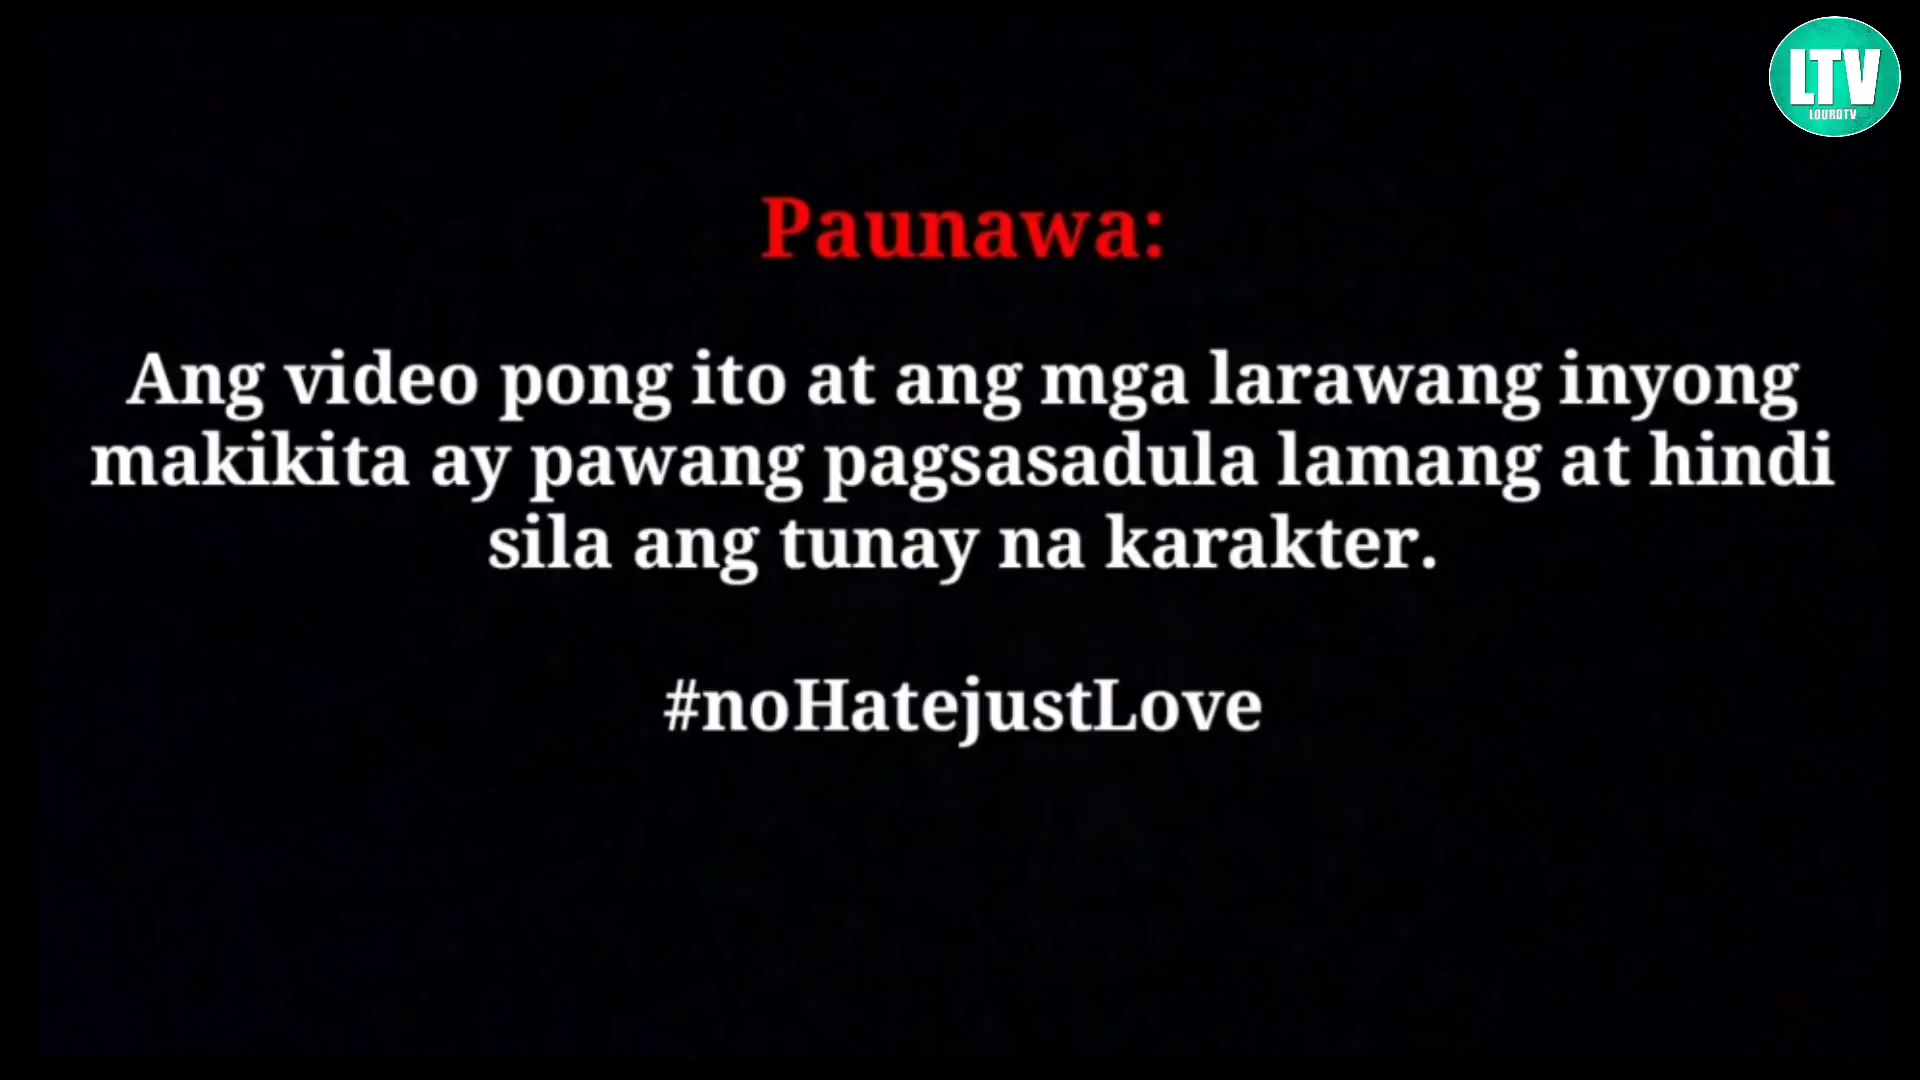 LTV
LOURDTV
Paunawa:
Ang video pong ito at ang mga larawang inyong
makikita ay pawang pagsasadula lamang at hindi
sila ang tunay na karakter.
#noHatejustLove